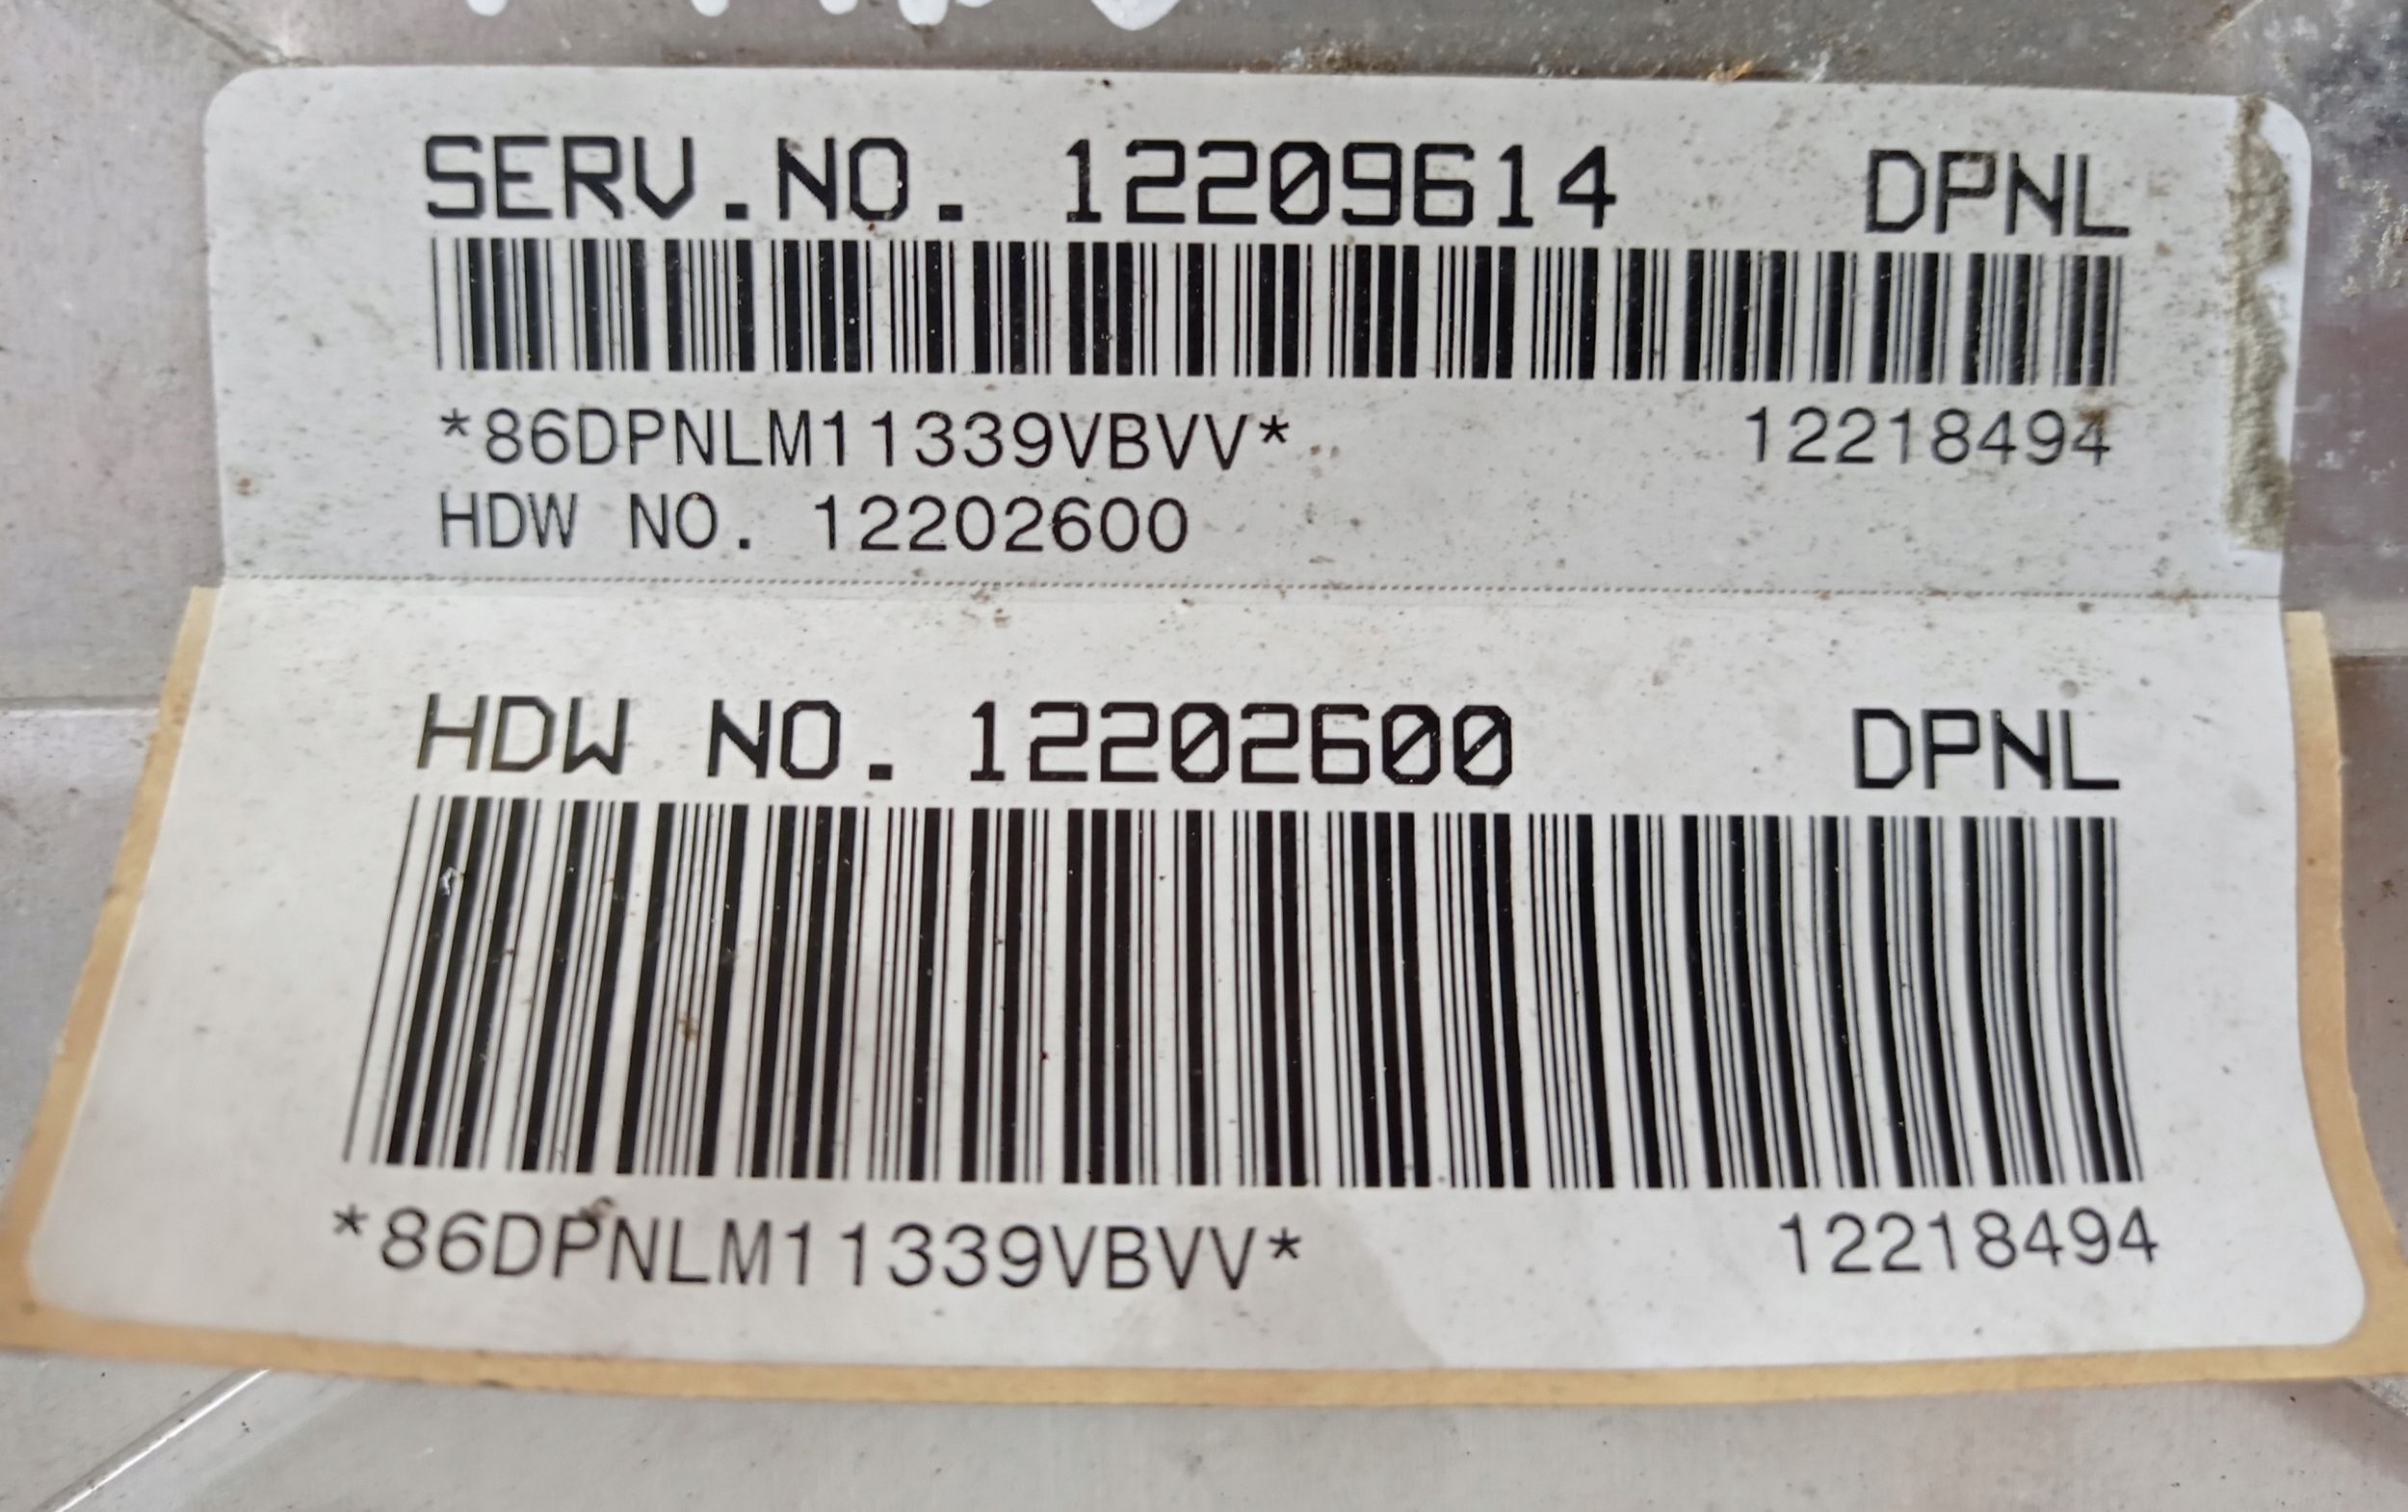 SERV.NO. 12209614 DPNL
*86DPNLM11339VBVV* 12218494
HDW NO. 12202600
HDW NO. 12202600 DPNL
*86DPNLM11339VBVV* 12218494